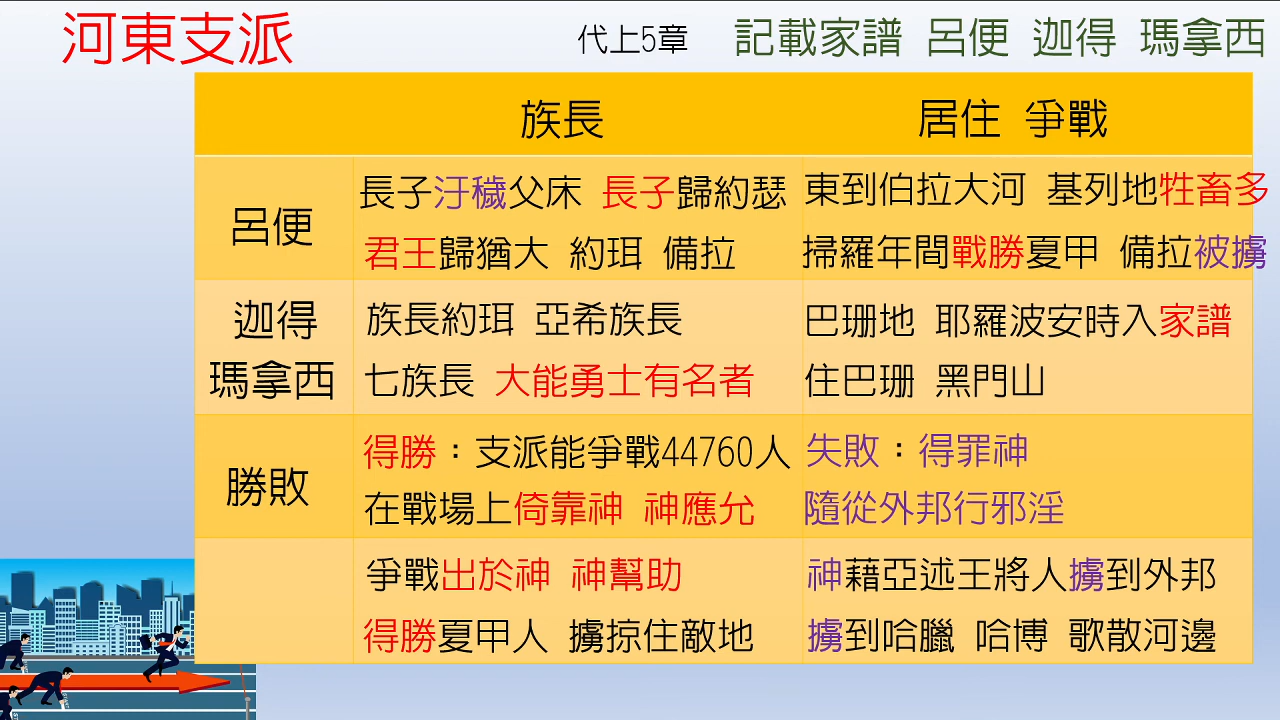 河東支派 代上5章 記載家譜 呂便 迦得 瑪拿西
族長 居住 爭戰
呂便
長子汙穢父床 長子歸約瑟
君王歸猶大 約珥 備拉
東到伯拉大河 基列地牲畜多
掃羅年間戰勝夏甲 備拉被擄
迦得
瑪拿西
族長約珥 亞希族長
七族長 大能勇士有名者
巴珊地 耶羅波安時入家譜
住巴珊 黑門山
勝敗
得勝：支派能爭戰44760人
在戰場上倚靠神 神應允
失敗：得罪神
隨從外邦行邪淫
爭戰出於神 神幫助
得勝夏甲人 擄掠住敵地
神藉亞述王將人擄到外邦
擄到哈臘 哈博 歌散河邊